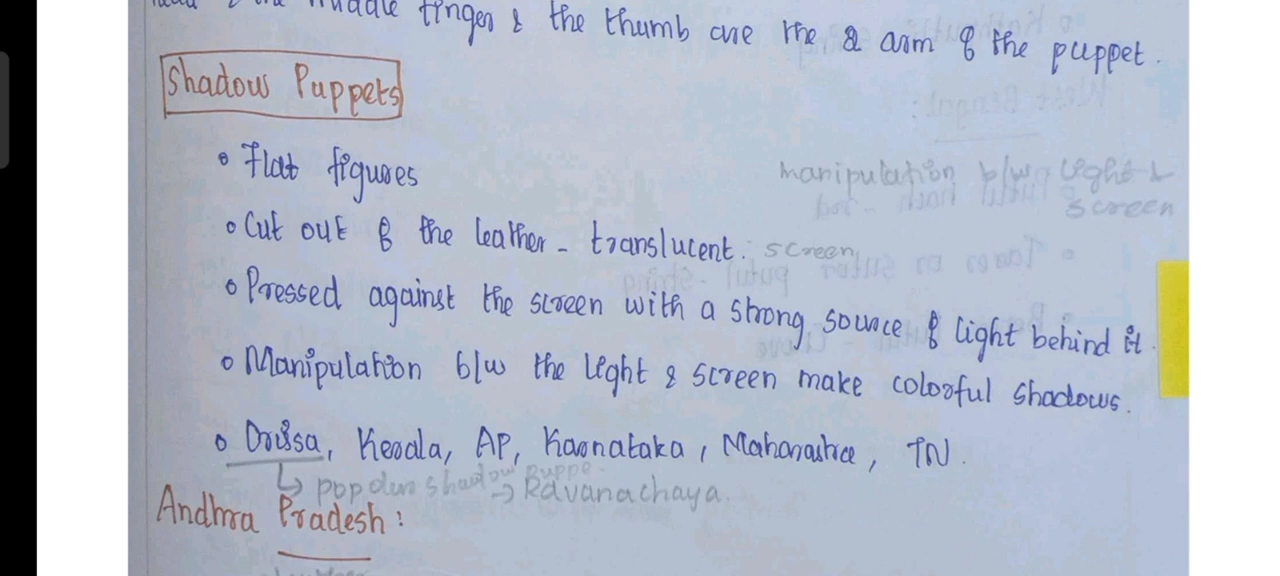 middle finger & the thumb are the 2 arm of the puppet.
Shadow Puppets
• Flat figures
manipulation b/w light &
screen
• Cut out of the leather - translucent. screen
• Pressed against the screen with a strong source of light behind it.
• Manipulation b/w the light & screen make colorful shadows.
• Orissa, Kerala, AP, Karnataka, Maharashtra, TN.
↳ popular shadow puppe
→ Ravanachaya.
Andhra Pradesh: